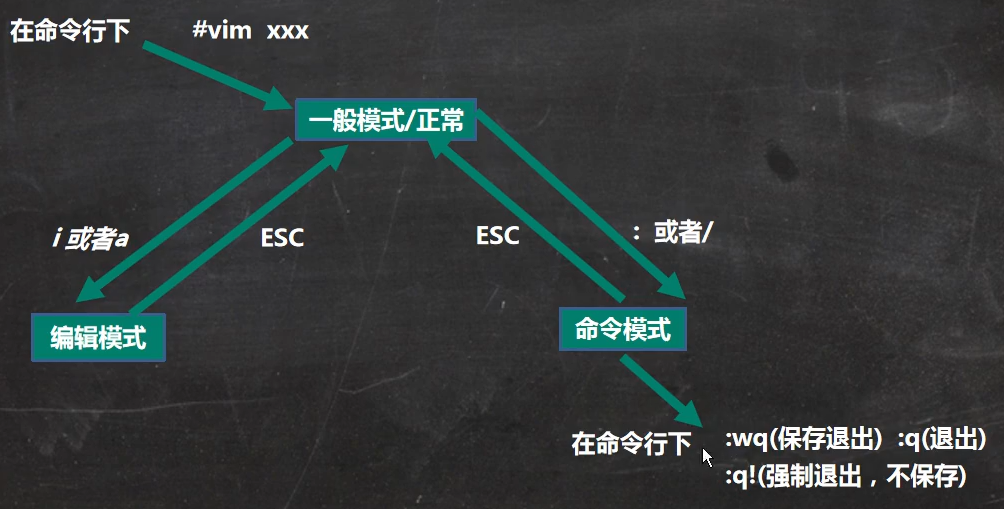 在命令行下 #vim xxx
一般模式/正常
i 或者a
ESC
ESC
: 或者/
编辑模式
命令模式
在命令行下
:wq(保存退出) :q(退出)
:q!(强制退出，不保存)